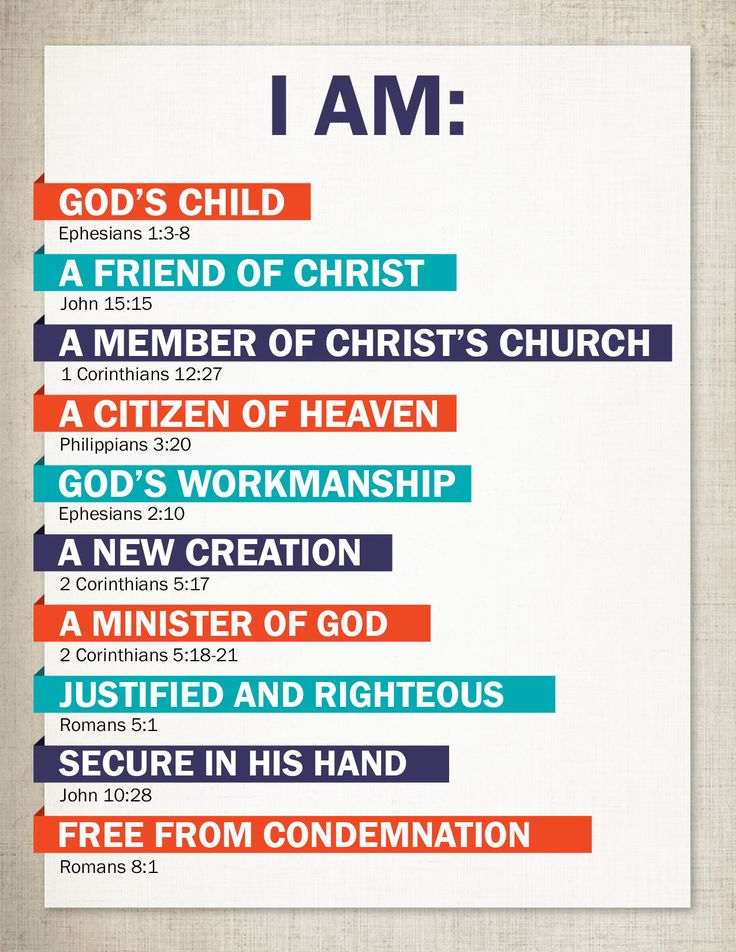 I AM:
GOD’S CHILD
Ephesians 1:3-8
A FRIEND OF CHRIST
John 15:15
A MEMBER OF CHRIST’S CHURCH
1 Corinthians 12:27
A CITIZEN OF HEAVEN
Philippians 3:20
GOD’S WORKMANSHIP
Ephesians 2:10
A NEW CREATION
2 Corinthians 5:17
A MINISTER OF GOD
2 Corinthians 5:18-21
JUSTIFIED AND RIGHTEOUS
Romans 5:1
SECURE IN HIS HAND
John 10:28
FREE FROM CONDEMNATION
Romans 8:1